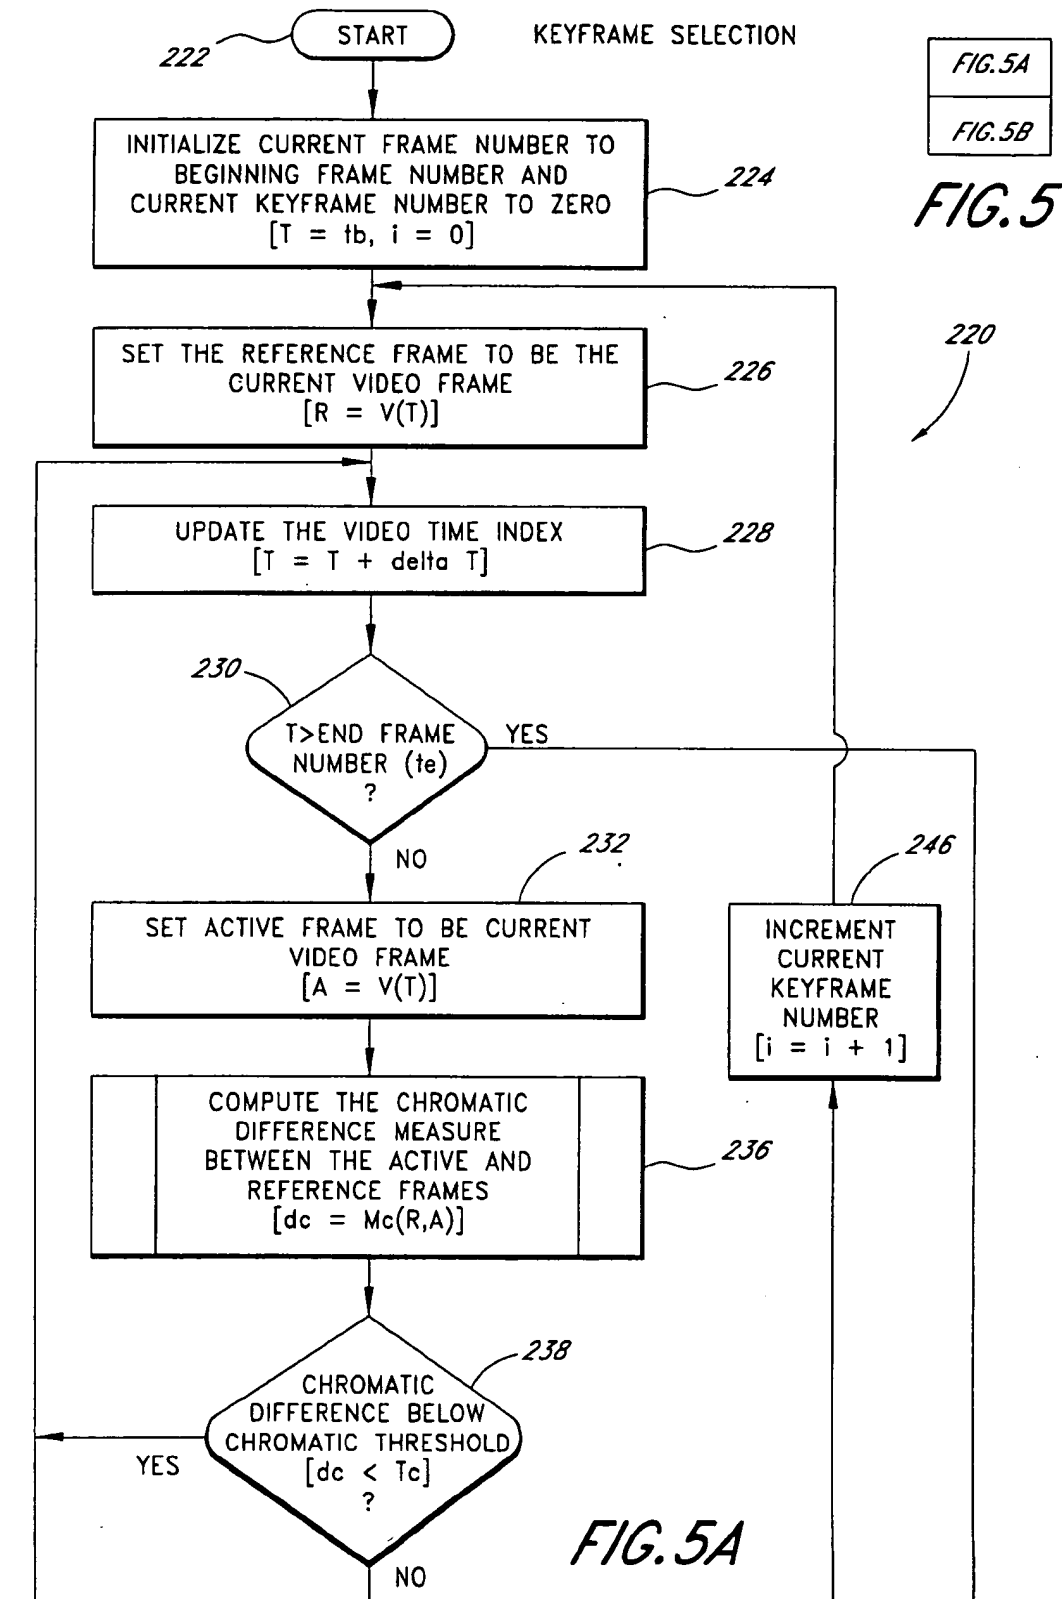 START
KEYFRAME SELECTION
222
FIG. 5A
FIG. 5B
FIG. 5
INITIALIZE CURRENT FRAME NUMBER TO
BEGINNING FRAME NUMBER AND
CURRENT KEYFRAME NUMBER TO ZERO
[T = tb, i = 0]
224
220
SET THE REFERENCE FRAME TO BE THE
CURRENT VIDEO FRAME
[R = V(T)]
226
UPDATE THE VIDEO TIME INDEX
[T = T + delta T]
228
230
T>END FRAME
NUMBER (te)
?
YES
NO
232
SET ACTIVE FRAME TO BE CURRENT
VIDEO FRAME
[A = V(T)]
246
INCREMENT
CURRENT
KEYFRAME
NUMBER
[i = i + 1]
COMPUTE THE CHROMATIC
DIFFERENCE MEASURE
BETWEEN THE ACTIVE AND
REFERENCE FRAMES
[dc = Mc(R,A)]
236
238
CHROMATIC
DIFFERENCE BELOW
CHROMATIC THRESHOLD
[dc < Tc]
?
YES
NO
FIG. 5A